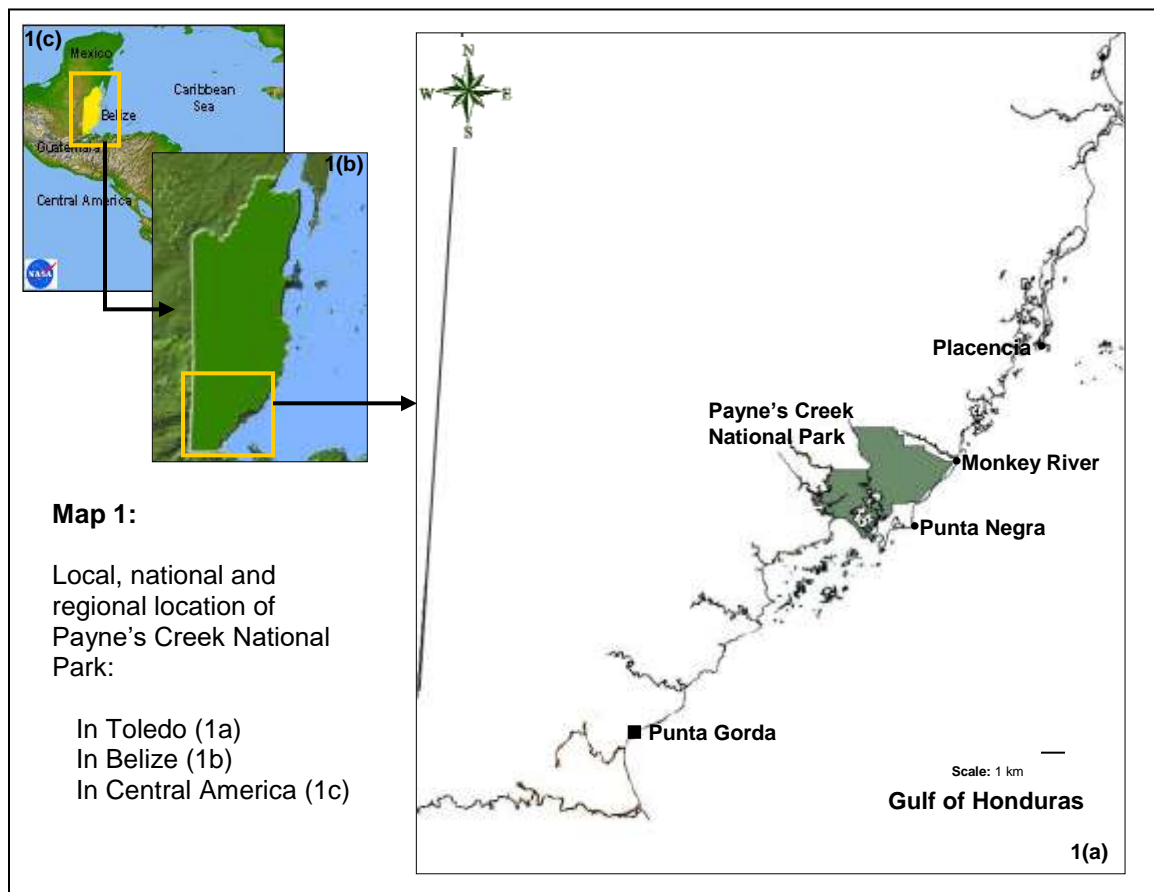 1(c)
Mexico
Caribbean
Sea
Belize
Guatemala
Central America
NASA
1(b)
N
W E
S
Placencia
Payne’s Creek
National Park
Monkey River
Punta Negra
Punta Gorda
Scale: 1 km
Gulf of Honduras
1(a)
Map 1:
Local, national and
regional location of
Payne’s Creek National
Park:
In Toledo (1a)
In Belize (1b)
In Central America (1c)